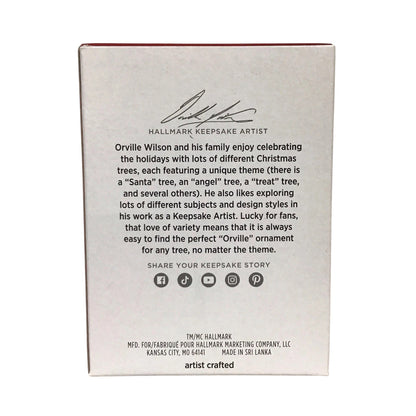 Orville Wilson
HALLMARK KEEPSAKE ARTIST
Orville Wilson and his family enjoy celebrating
the holidays with lots of different Christmas
trees, each featuring a unique theme (there is
a “Santa” tree, an “angel” tree, a “treat” tree,
and several others). He also likes exploring
lots of different subjects and design styles in
his work as a Keepsake Artist. Lucky for fans,
that love of variety means that it is always
easy to find the perfect “Orville” ornament
for any tree, no matter the theme.
SHARE YOUR KEEPSAKE STORY
TM/MC HALLMARK
MFD. FOR/FABRIQUÉ POUR HALLMARK MARKETING COMPANY, LLC
KANSAS CITY, MO 64141 MADE IN SRI LANKA
artist crafted